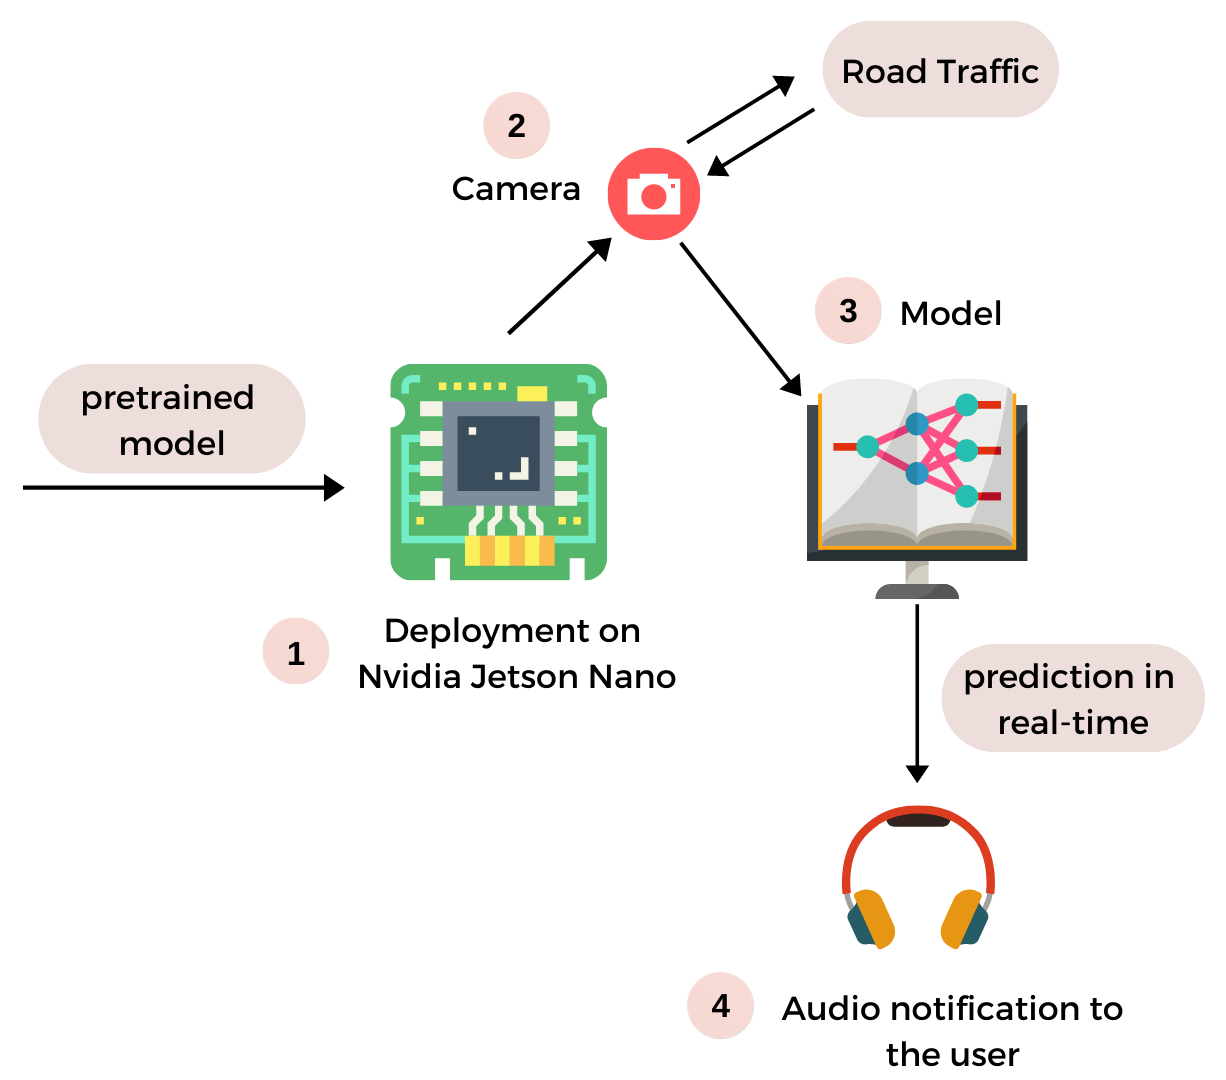 Road Traffic
2
Camera
3
Model
pretrained
model
1
Deployment on
Nvidia Jetson Nano
prediction in
real-time
4
Audio notification to
the user